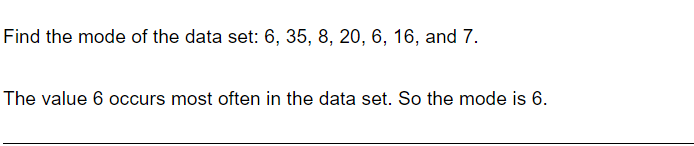 Find the mode of the data set: 6, 35, 8, 20, 6, 16, and 7.
The value 6 occurs most often in the data set. So the mode is 6.